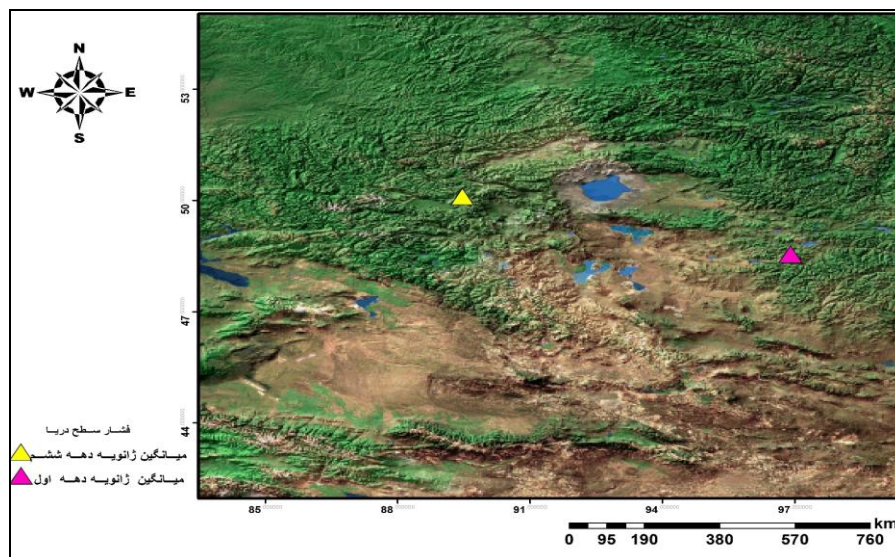 N
W E
S
53
50
47
44
85 88 91 94 97
فشار سطح دریا
میانگین ژانویه دهه ششم
میانگین ژانویه دهه اول
km
0 95 190 380 570 760